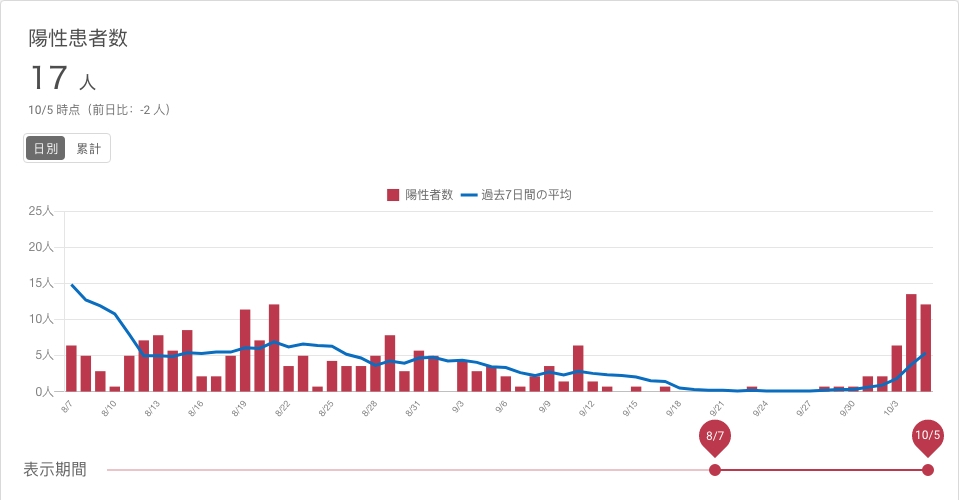 陽性患者数
17 人
10/5 時点（前日比：-2 人）
日別 累計
陽性者数 過去7日間の平均
25人
20人
15人
10人
5人
0人
8/7 8/10 8/13 8/16 8/19 8/22 8/25 8/28 8/31 9/3 9/6 9/9 9/12 9/15 9/18 9/21 9/24 9/27 9/30 10/3
8/7 10/5
表示期間